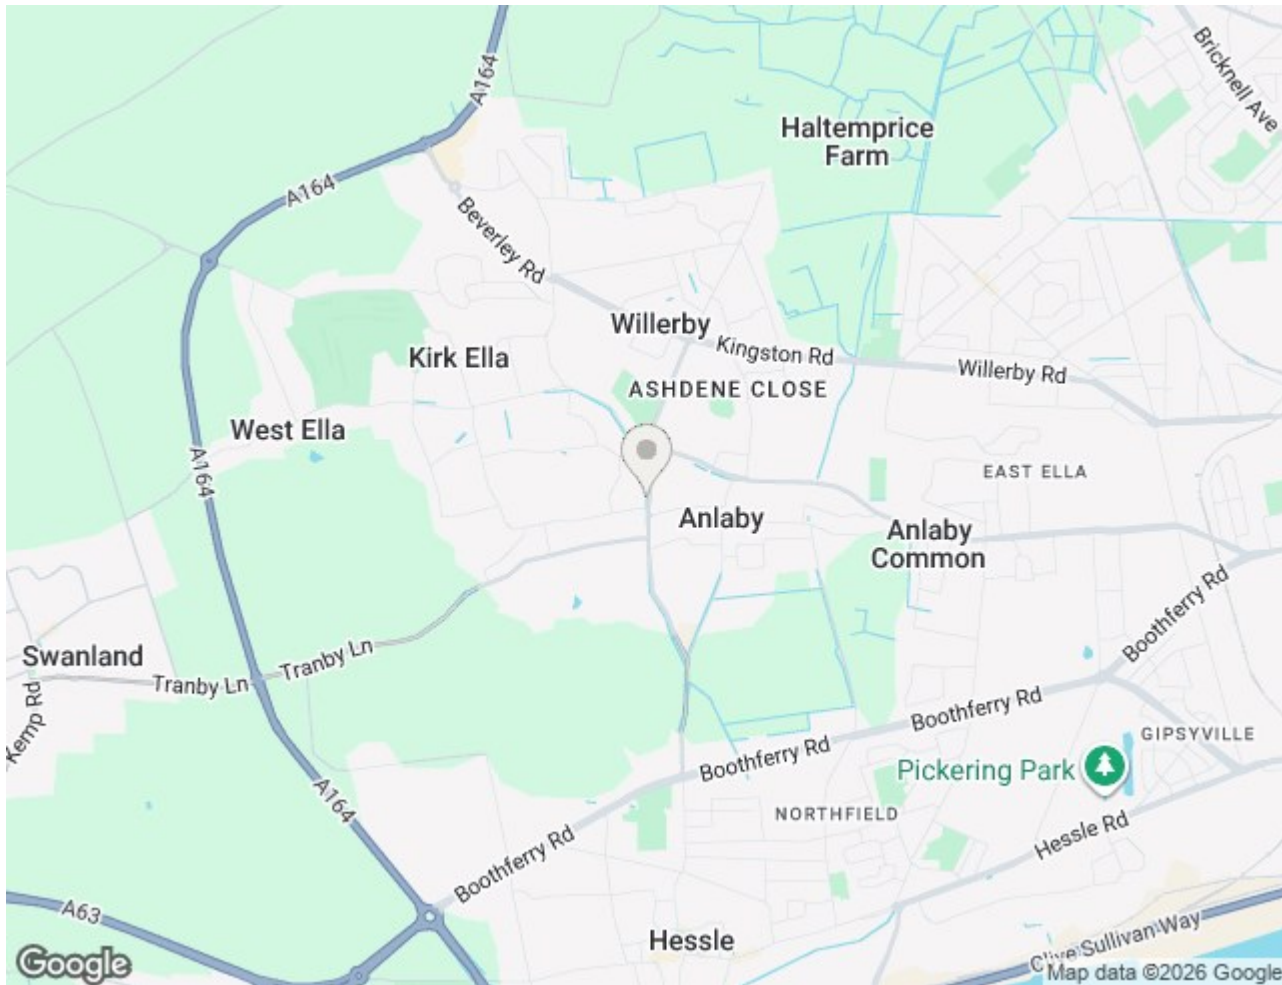 A164
Bricknell Ave
Haltemprice
Farm
A164
Beverley Rd
Willerby
Kingston Rd
Kirk Ella
Willerby Rd
ASHDENE CLOSE
West Ella
A164
EAST ELLA
Anlaby
Anlaby
Common
Boothferry Rd
Swanland
Tranby Ln
Tranby Ln
Kemp Rd
Boothferry Rd
GIPSYVILLE
Boothferry Rd
Pickering Park
A164
NORTHFIELD
Hessle Rd
Boothferry Rd
A63
Hessle
Clive Sullivan Way
Google
Map data ©2026 Google